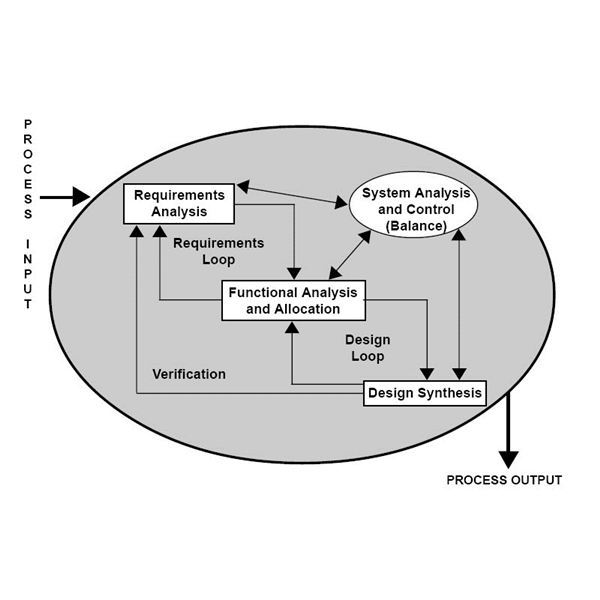 PROCESS INPUT
Requirements
Analysis
System Analysis
and Control
(Balance)
Requirements
Loop
Functional Analysis
and Allocation
Design
Loop
Verification
Design Synthesis
PROCESS OUTPUT